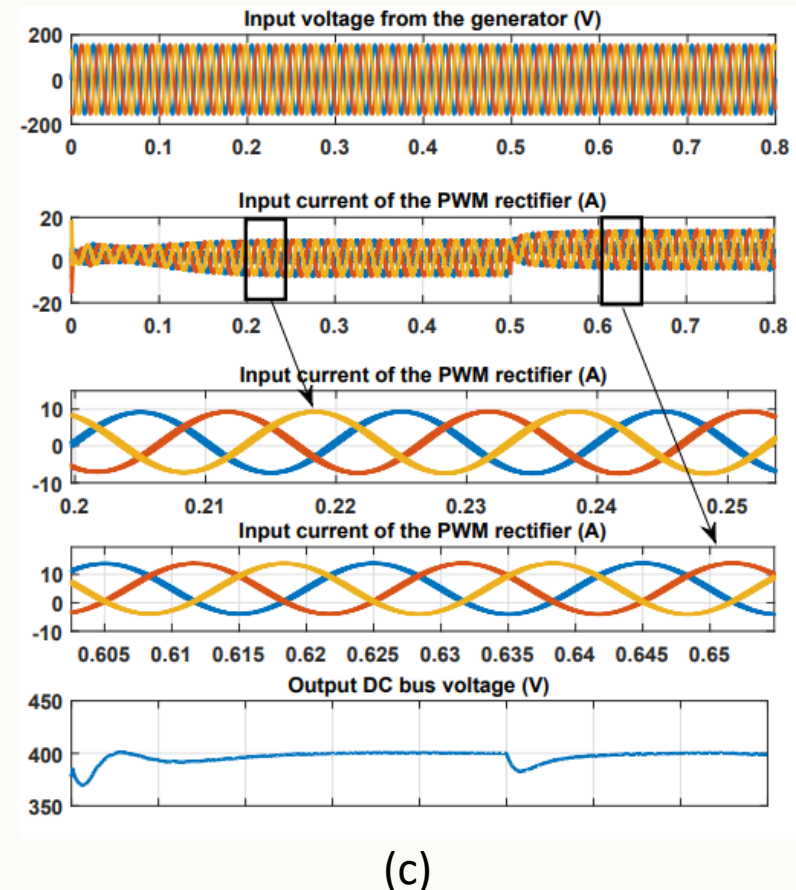 Input voltage from the generator (V)
200
0
-200
0 0.1 0.2 0.3 0.4 0.5 0.6 0.7 0.8
Input current of the PWM rectifier (A)
20
0
-20
0 0.1 0.2 0.3 0.4 0.5 0.6 0.7 0.8
Input current of the PWM rectifier (A)
10
0
-10
0.2 0.21 0.22 0.23 0.24 0.25
Input current of the PWM rectifier (A)
10
0
-10
0.605 0.61 0.615 0.62 0.625 0.63 0.635 0.64 0.645 0.65
Output DC bus voltage (V)
450
400
350
(c)